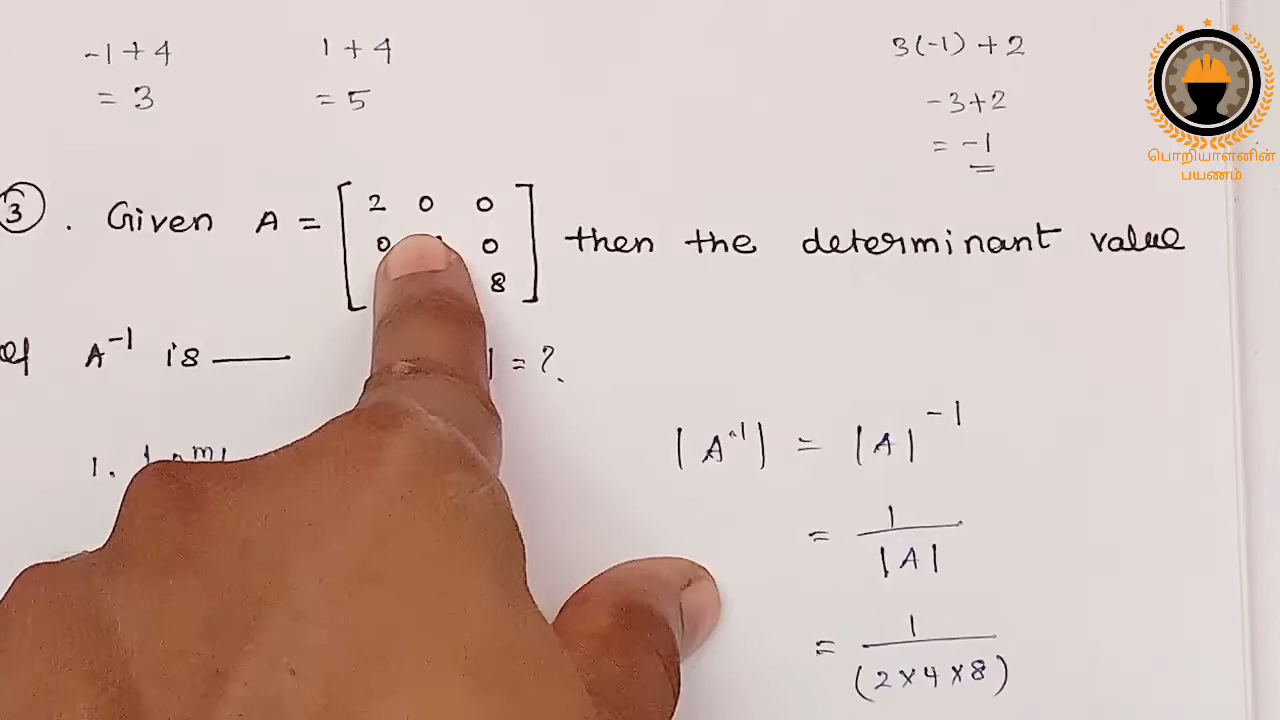 -1+4
= 3
1+4
= 5
3(-1)+2
-3+2
= -1
பொறியாளனின்
பயணம்
3. Given A = [2 0 0
0 0
8] then the determinant value
of A⁻¹ is —— = ?.
1.
|A⁻¹| = |A|⁻¹
= 1/|A|
= 1/(2×4×8)